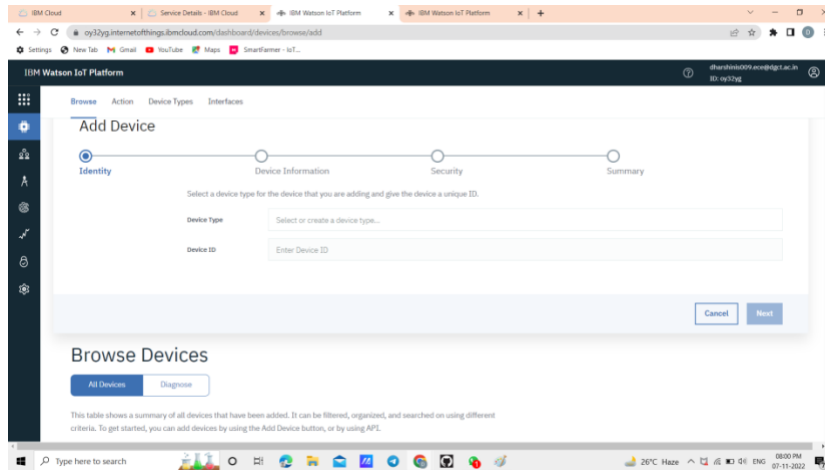 IBM Cloud
Service Details - IBM Cloud
IBM Watson IoT Platform
IBM Watson IoT Platform
oy32yg.internetofthings.ibmcloud.com/dashboard/devices/browse/add
Settings New Tab Gmail YouTube Maps SmartFarmer - IoT...
IBM Watson IoT Platform
dharshinis009.ece@dgct.ac.in
ID: oy32yg
Browse Action Device Types Interfaces
Add Device
Identity Device Information Security Summary
Select a device type for the device that you are adding and give the device a unique ID.
Device Type Select or create a device type...
Device ID Enter Device ID
Cancel Next
Browse Devices
All Devices Diagnose
This table shows a summary of all devices that have been added. It can be filtered, organized, and searched on using different
criteria. To get started, you can add devices by using the Add Device button, or by using API.
Type here to search
26°C Haze ENG 08:00 PM
07-11-2022